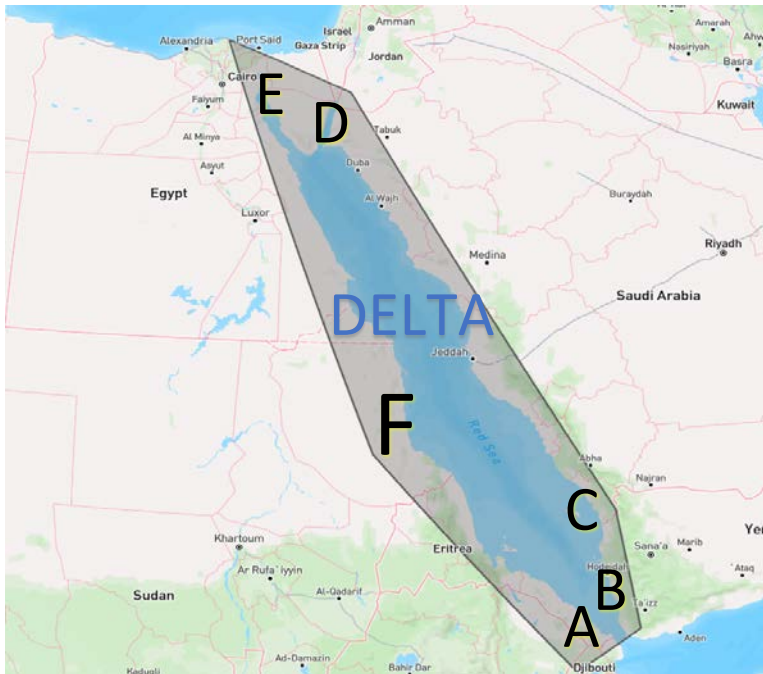 Alexandria
Port Said
Israel
Gaza Strip
Amman
Jordan
Amarah
Nasiriyah
Basra
Kuwait
Cairo
Faiyum
Al Minya
Asyut
Egypt
Luxor
E
D
Tabuk
Duba
Al Wajh
Buraydah
Medina
Riyadh
Saudi Arabia
DELTA
Jeddah
F
Red Sea
Abha
Najran
C
Khartoum
Eritrea
Sana'a
Marib
Hodeidah
B
Ta'izz
'Ataq
Aden
Ar Rufa`iyyin
Sudan
Al-Qadarif
A
Ad-Damazin
Bahir Dar
Djibouti